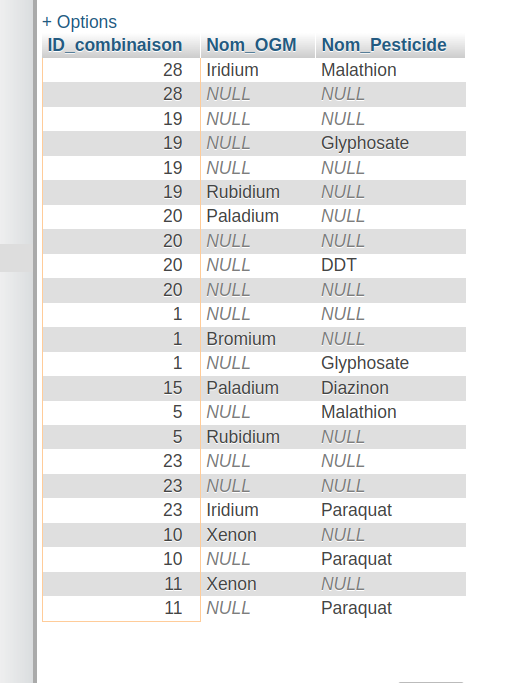 + Options
ID_combinaison Nom_OGM Nom_Pesticide
28 Iridium Malathion
28 NULL NULL
19 NULL NULL
19 NULL Glyphosate
19 NULL NULL
19 Rubidium NULL
20 Paladium NULL
20 NULL NULL
20 NULL DDT
20 NULL NULL
1 NULL NULL
1 Bromium NULL
1 NULL Glyphosate
15 Paladium Diazinon
5 NULL Malathion
5 Rubidium NULL
23 NULL NULL
23 NULL NULL
23 Iridium Paraquat
10 Xenon NULL
10 NULL Paraquat
11 Xenon NULL
11 NULL Paraquat